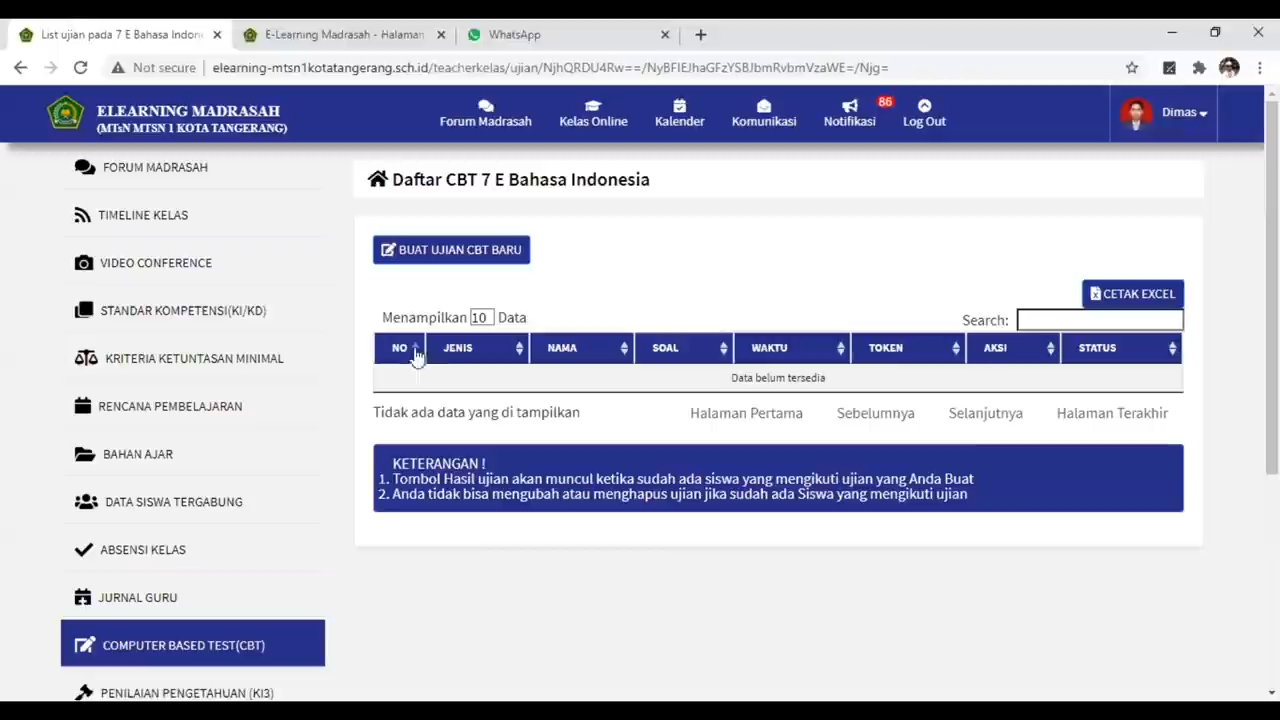 List ujian pada 7 E Bahasa Indon
E-Learning Madrasah - Halaman
WhatsApp
Not secure
elearning-mtsn1kotatangerang.sch.id/teacherkelas/ujian/NjhQRDU4Rw==/NyBFIEJhaGFzYSBJbmRvbmVzaWE=/Njg=
ELEARNING MADRASAH
(MTsN MTSN 1 KOTA TANGERANG)
Forum Madrasah
Kelas Online
Kalender
Komunikasi
Notifikasi
86
Log Out
Dimas
FORUM MADRASAH
TIMELINE KELAS
VIDEO CONFERENCE
STANDAR KOMPETENSI(KI/KD)
KRITERIA KETUNTASAN MINIMAL
RENCANA PEMBELAJARAN
BAHAN AJAR
DATA SISWA TERGABUNG
ABSENSI KELAS
JURNAL GURU
COMPUTER BASED TEST(CBT)
PENILAIAN PENGETAHUAN (KI3)
Daftar CBT 7 E Bahasa Indonesia
BUAT UJIAN CBT BARU
CETAK EXCEL
Menampilkan 10 Data
Search:
NO JENIS NAMA SOAL WAKTU TOKEN AKSI STATUS
Data belum tersedia
Tidak ada data yang di tampilkan
Halaman Pertama Sebelumnya Selanjutnya Halaman Terakhir
KETERANGAN !
1. Tombol Hasil ujian akan muncul ketika sudah ada siswa yang mengikuti ujian yang Anda Buat
2. Anda tidak bisa mengubah atau menghapus ujian jika sudah ada Siswa yang mengikuti ujian